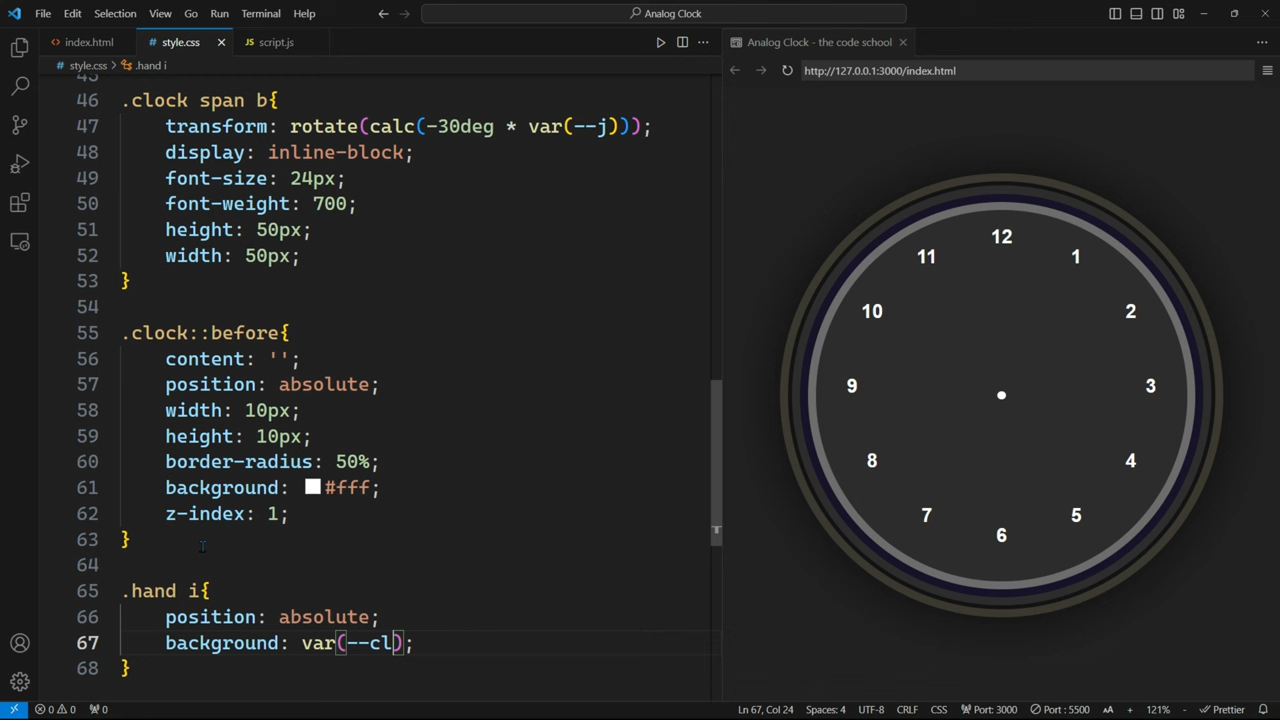 File Edit Selection View Go Run Terminal Help
Analog Clock
index.html
style.css
script.js
Analog Clock - the code school
style.css > .hand i
http://127.0.0.1:3000/index.html
46 .clock span b{
47 transform: rotate(calc(-30deg * var(--j)));
48 display: inline-block;
49 font-size: 24px;
50 font-weight: 700;
51 height: 50px;
52 width: 50px;
53 }
54
55 .clock::before{
56 content: '';
57 position: absolute;
58 width: 10px;
59 height: 10px;
60 border-radius: 50%;
61 background: #fff;
62 z-index: 1;
63 }
64
65 .hand i{
66 position: absolute;
67 background: var(--cl);
68 }
12
11 1
10 2
9 3
8 4
7 5
6
0 0 0 Ln 67, Col 24 Spaces: 4 UTF-8 CRLF CSS Port: 3000 Port : 5500 AA + 121% - Prettier